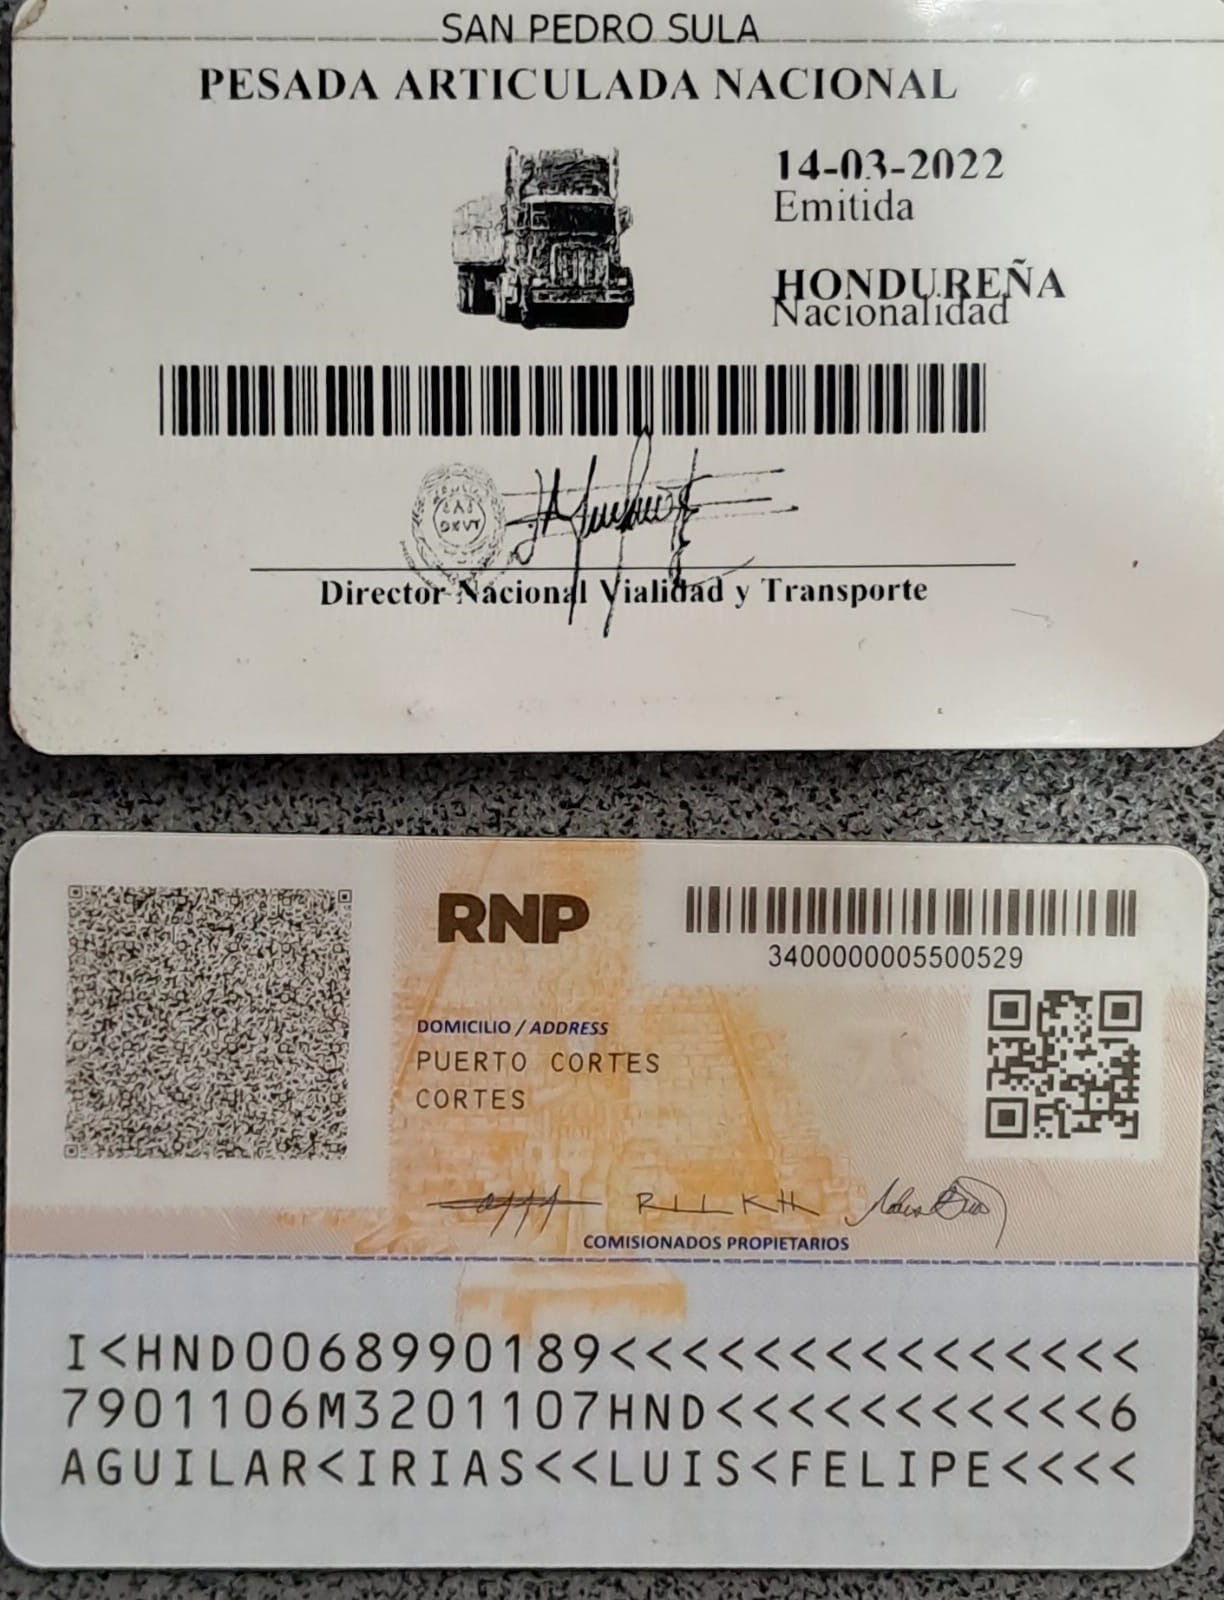 SAN PEDRO SULA
PESADA ARTICULADA NACIONAL
14-03-2022
Emitida
HONDUREÑA
Nacionalidad
Director Nacional Vialidad y Transporte
RNP
3400000005500529
DOMICILIO / ADDRESS
PUERTO CORTES
CORTES
COMISIONADOS PROPIETARIOS
I<HND0068990189<<<<<<<<<<<<<<<
7901106M3201107HND<<<<<<<<<<<6
AGUILAR<IRIAS<<LUIS<FELIPE<<<<